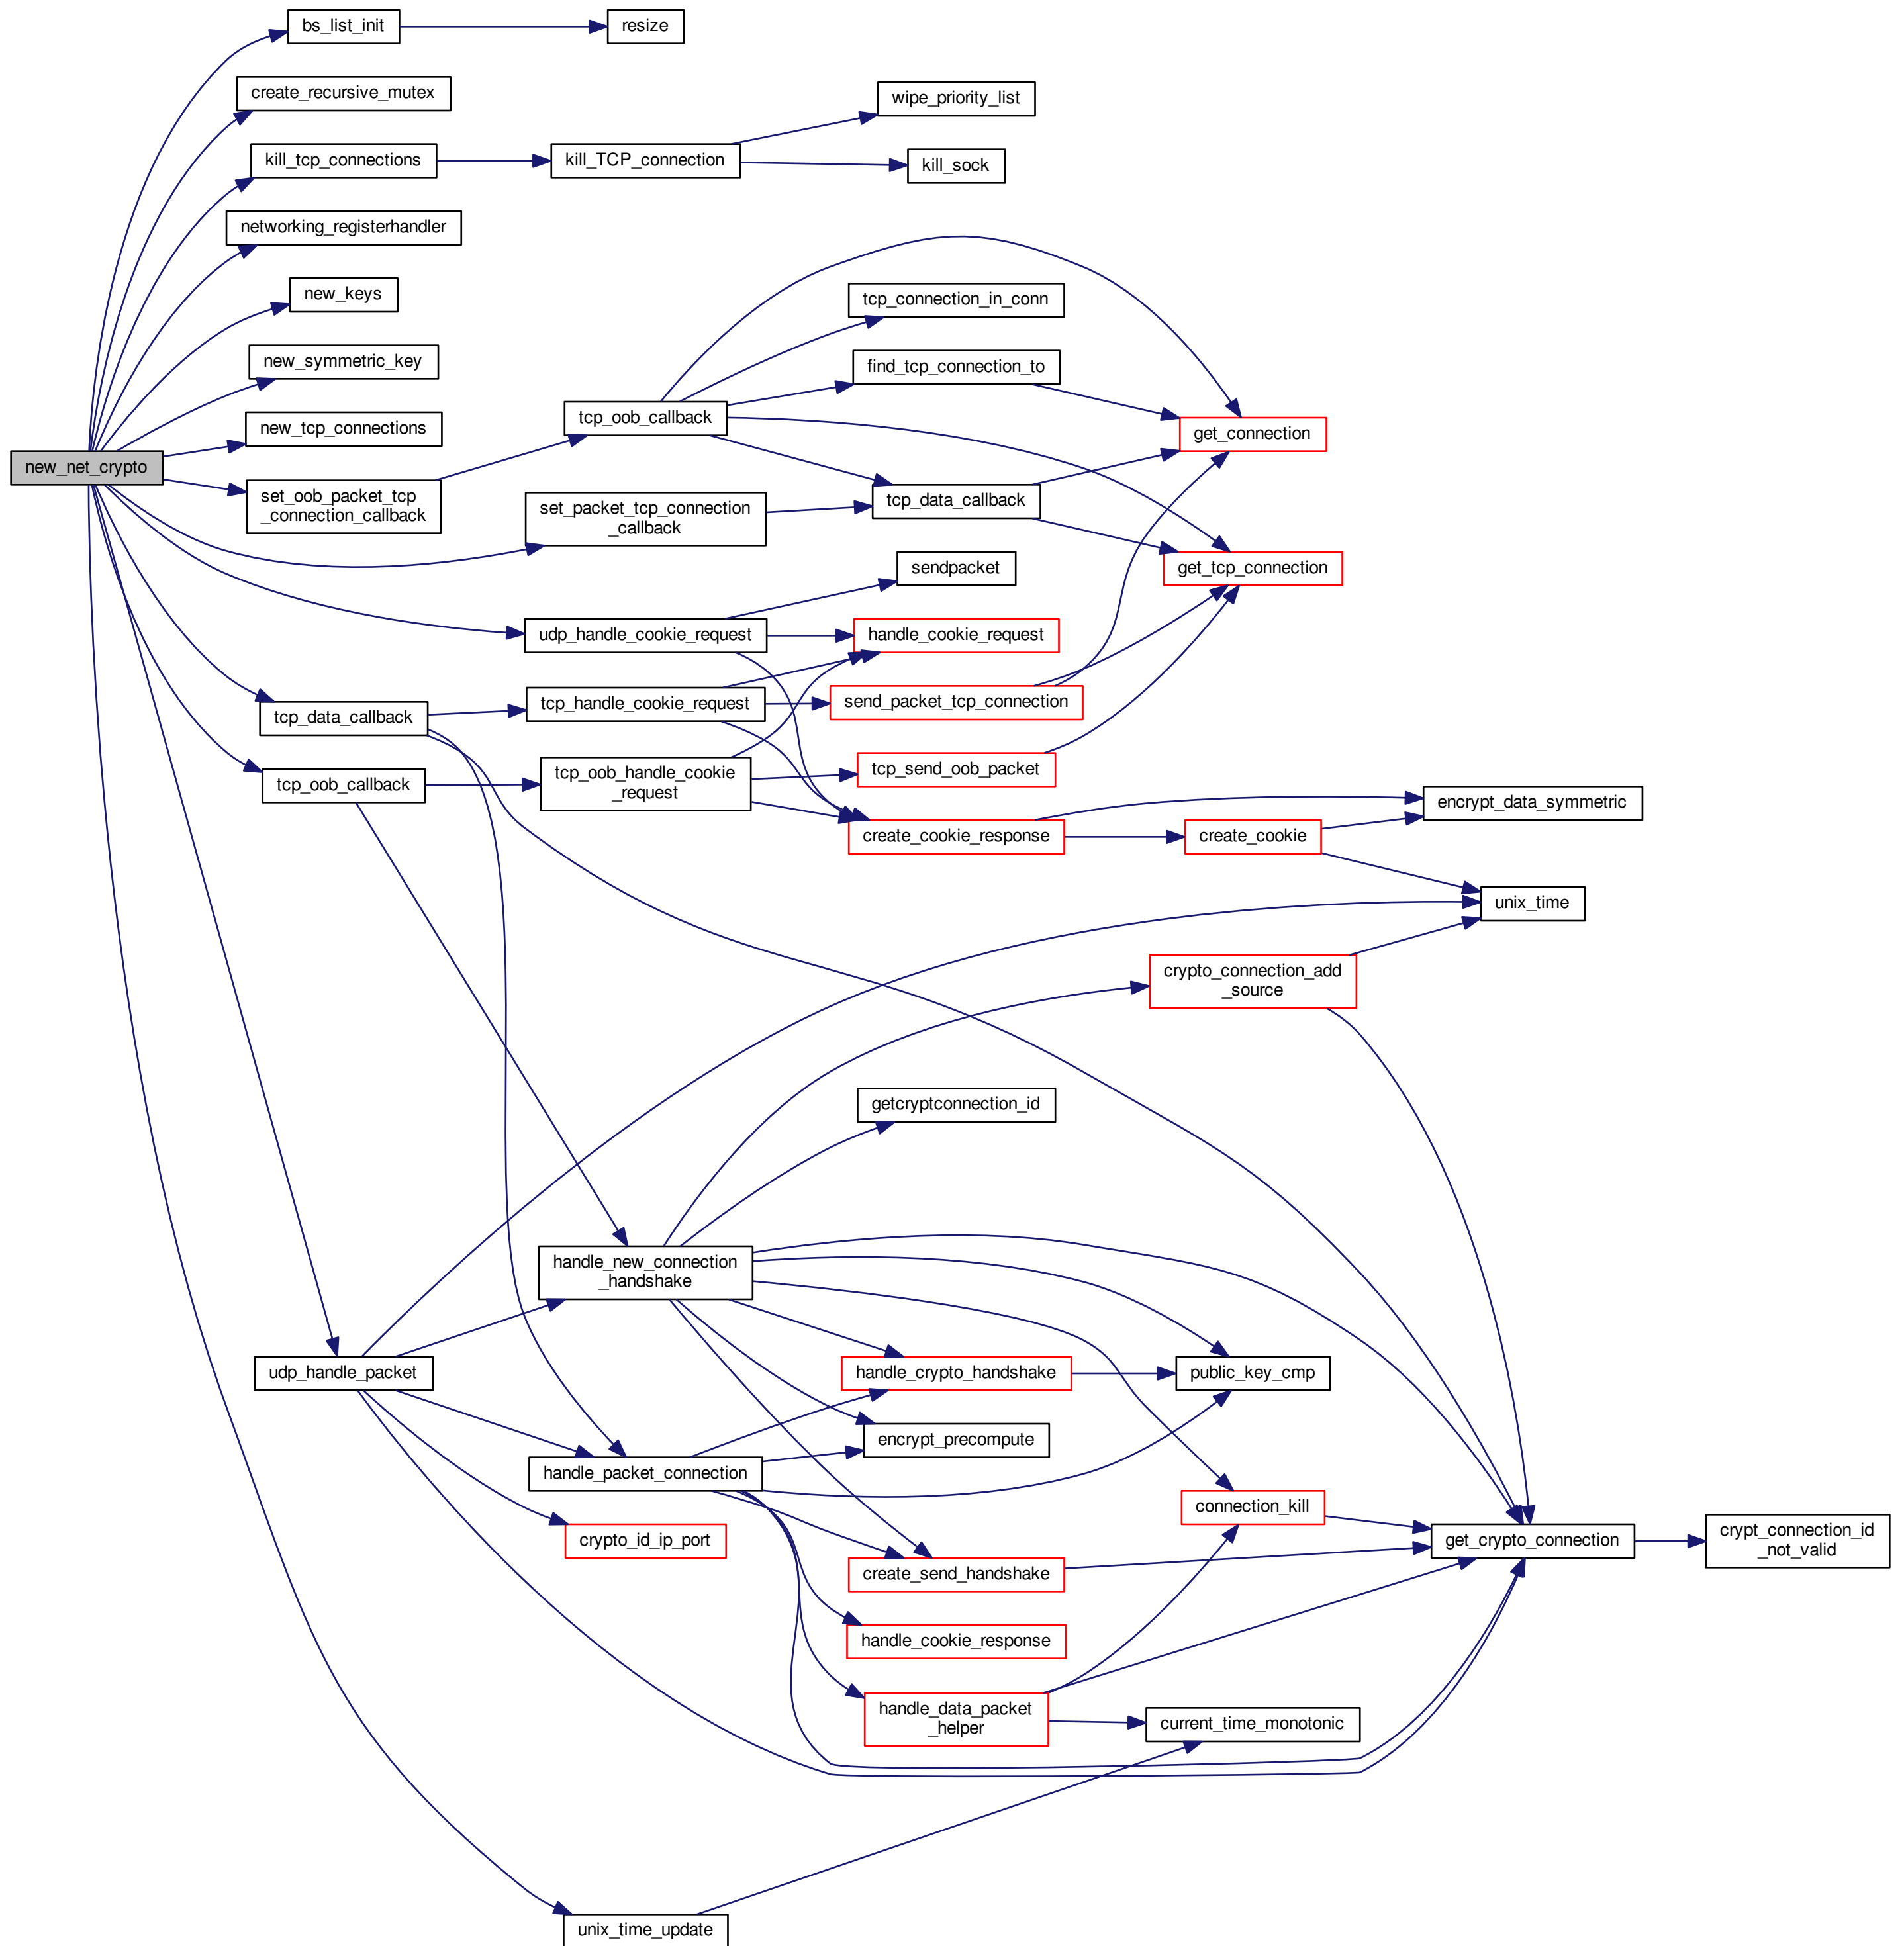 bs_list_init
resize
create_recursive_mutex
wipe_priority_list
kill_tcp_connections
kill_TCP_connection
kill_sock
networking_registerhandler
new_keys
tcp_connection_in_conn
new_symmetric_key
find_tcp_connection_to
new_tcp_connections
tcp_oob_callback
get_connection
new_net_crypto
set_oob_packet_tcp
_connection_callback
set_packet_tcp_connection
_callback
tcp_data_callback
sendpacket
get_tcp_connection
udp_handle_cookie_request
handle_cookie_request
tcp_data_callback
tcp_handle_cookie_request
send_packet_tcp_connection
tcp_oob_callback
tcp_oob_handle_cookie
_request
tcp_send_oob_packet
encrypt_data_symmetric
create_cookie_response
create_cookie
unix_time
crypto_connection_add
_source
getcryptconnection_id
handle_new_connection
_handshake
udp_handle_packet
handle_crypto_handshake
public_key_cmp
encrypt_precompute
handle_packet_connection
connection_kill
crypto_id_ip_port
get_crypto_connection
crypt_connection_id
_not_valid
create_send_handshake
handle_cookie_response
handle_data_packet
_helper
current_time_monotonic
unix_time_update